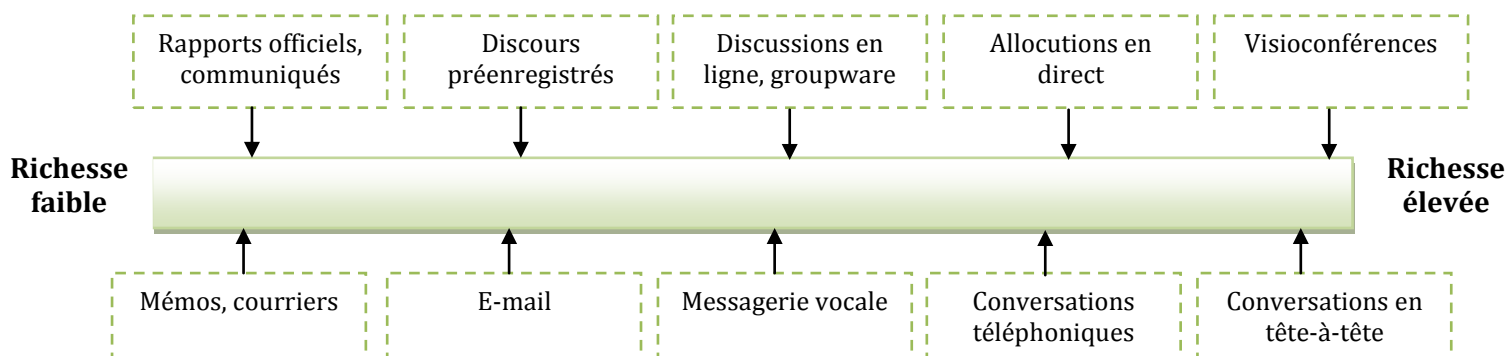 Rapports officiels,
communiqués
Discours
préenregistrés
Discussions en
ligne, groupware
Allocutions en
direct
Visioconférences
Richesse
faible
Richesse
élevée
Mémos, courriers
E-mail
Messagerie vocale
Conversations
téléphoniques
Conversations en
tête-à-tête